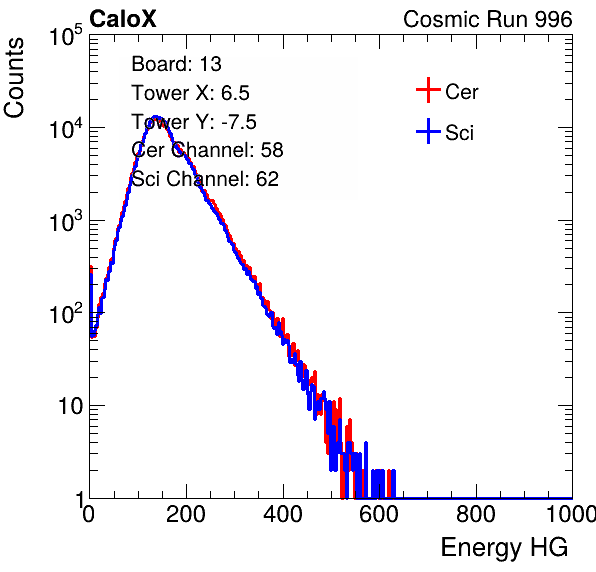 CaloX Cosmic Run 996
Counts
Board: 13
Tower X: 6.5
Tower Y: -7.5
Cer Channel: 58
Sci Channel: 62
Cer
Sci
10^5
10^4
10^3
10^2
10
1
0 200 400 600 800 1000
Energy HG